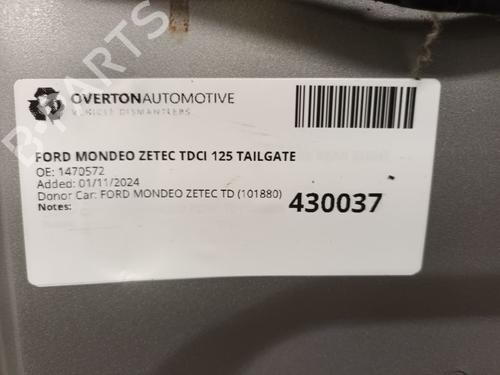 B-PARTS
OVERTONAUTOMOTIVE
VEHICLE DISMANTLERS
FORD MONDEO ZETEC TDCI 125 TAILGATE
OE: 1470572
Added: 01/11/2024
Donor Car: FORD MONDEO ZETEC TD (101880)
Notes:
430037